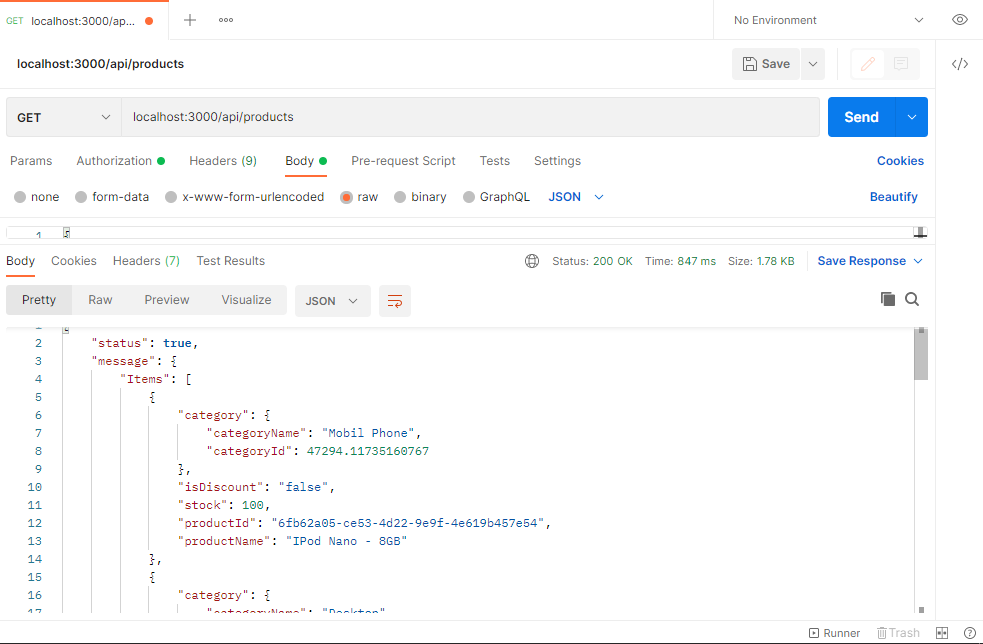 GET localhost:3000/ap...
No Environment
localhost:3000/api/products
Save
GET
localhost:3000/api/products
Send
Params Authorization Headers (9) Body Pre-request Script Tests Settings Cookies
none form-data x-www-form-urlencoded raw binary GraphQL JSON Beautify
1 {
Body Cookies Headers (7) Test Results Status: 200 OK Time: 847 ms Size: 1.78 KB Save Response
Pretty Raw Preview Visualize JSON
1 {
2 "status": true,
3 "message": {
4 "Items": [
5 {
6 "category": {
7 "categoryName": "Mobil Phone",
8 "categoryId": 47294.11735160767
9 },
10 "isDiscount": "false",
11 "stock": 100,
12 "productId": "6fb62a05-ce53-4d22-9e9f-4e619b457e54",
13 "productName": "IPod Nano - 8GB"
14 },
15 {
16 "category": {
17 "categoryName": "Desktop"
Runner Trash